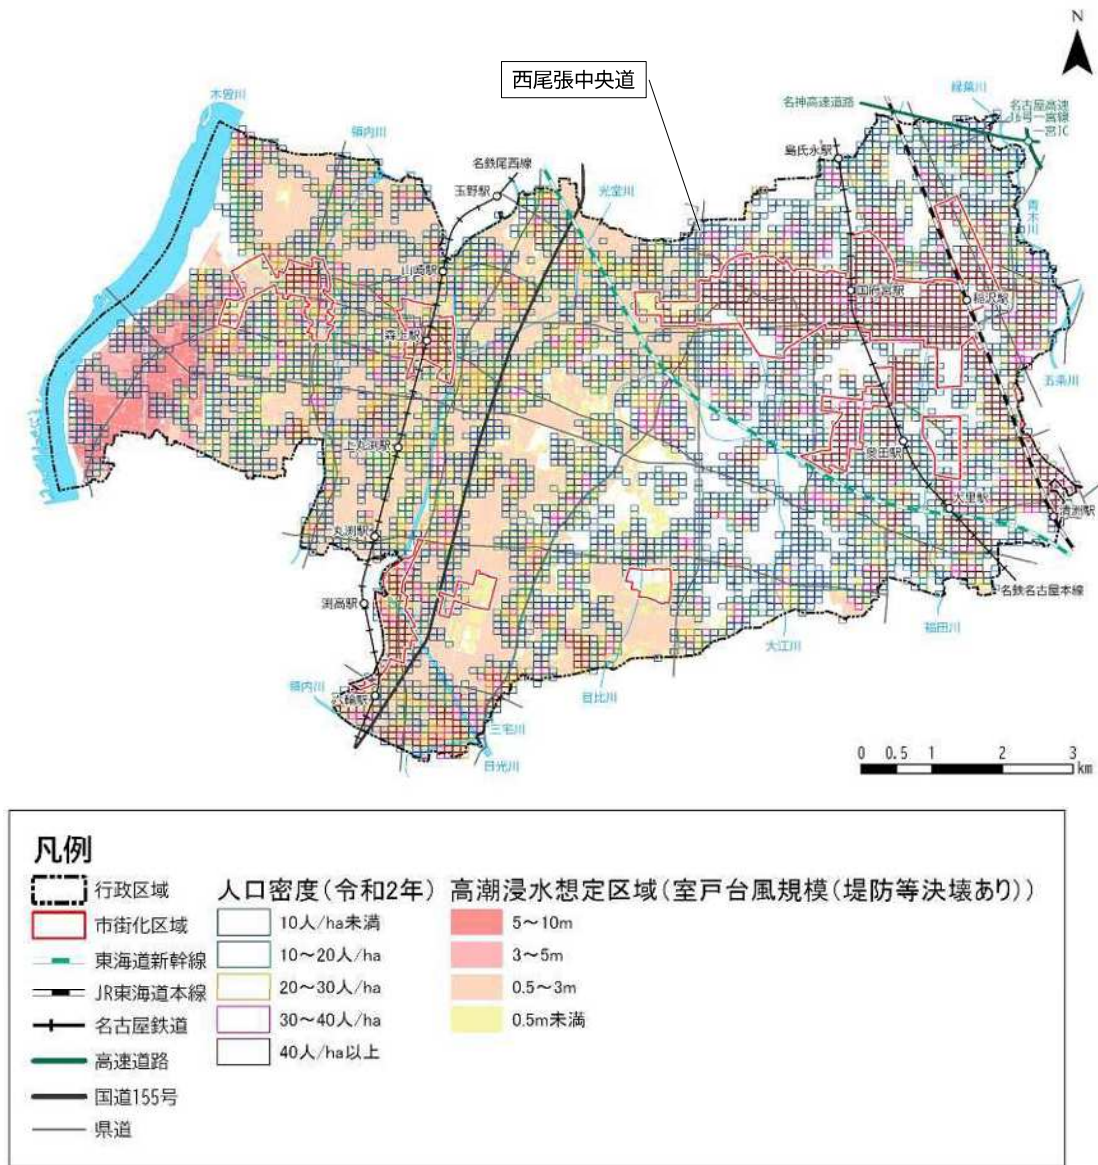 N
西尾張中央道
木曽川
領内川
名神高速道路
緑葉川
名古屋高速
16号一宮線
一宮JC
名鉄尾西線
島氏永駅
玉野駅
光堂川
青木川
山崎駅
国府宮駅
稲沢駅
森上駅
五条川
上丸渕駅
奥田駅
大里駅
清洲駅
丸渕駅
渕高駅
名鉄名古屋本線
福田川
大江川
目比川
領内川
六輪駅
三宅川
日光川
0 0.5 1 2 3
km
凡例
行政区域
市街化区域
東海道新幹線
JR東海道本線
名古屋鉄道
高速道路
国道155号
県道
人口密度(令和2年)
10人/ha未満
10～20人/ha
20～30人/ha
30～40人/ha
40人/ha以上
高潮浸水想定区域(室戸台風規模(堤防等決壊あり))
5～10m
3～5m
0.5～3m
0.5m未満